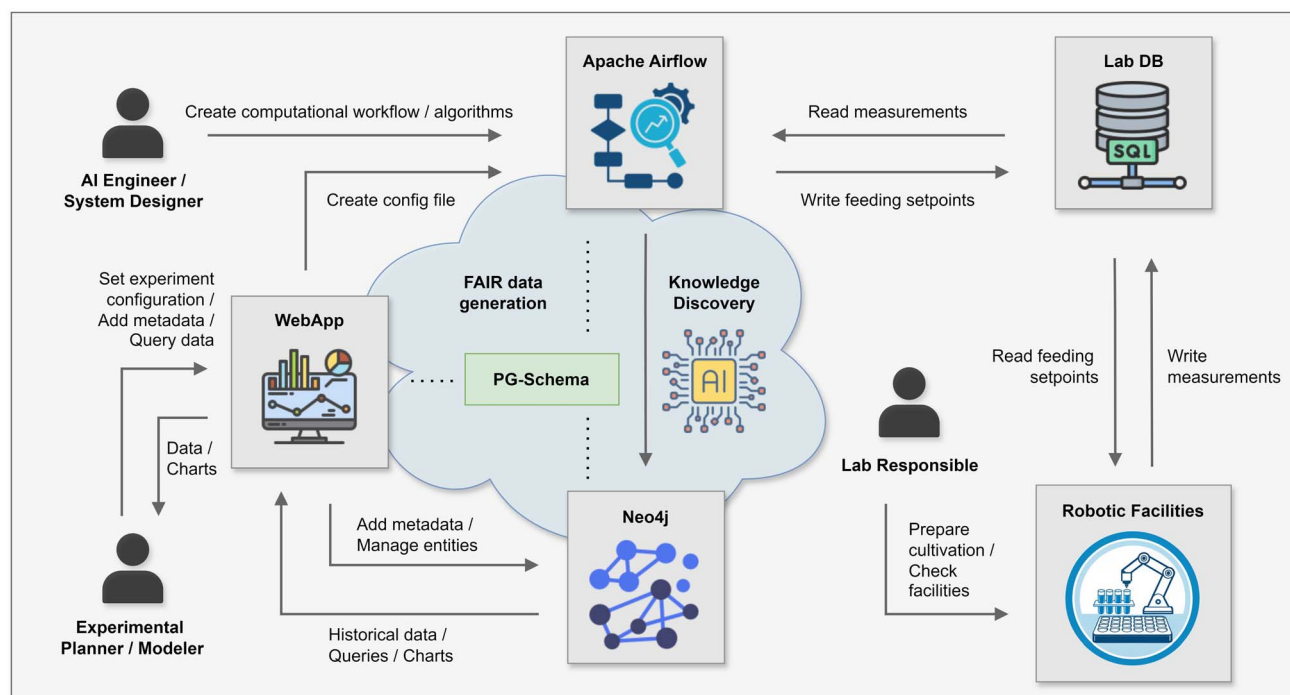 Apache Airflow
Lab DB
SQL
Create computational workflow / algorithms
Read measurements
AI Engineer /
System Designer
Create config file
Write feeding setpoints
Set experiment
configuration /
Add metadata /
Query data
WebApp
FAIR data
generation
Knowledge
Discovery
PG-Schema
AI
Read feeding
setpoints
Write
measurements
Data /
Charts
Lab Responsible
Neo4j
Robotic Facilities
Add metadata /
Manage entities
Prepare
cultivation /
Check
facilities
Experimental
Planner / Modeler
Historical data /
Queries / Charts